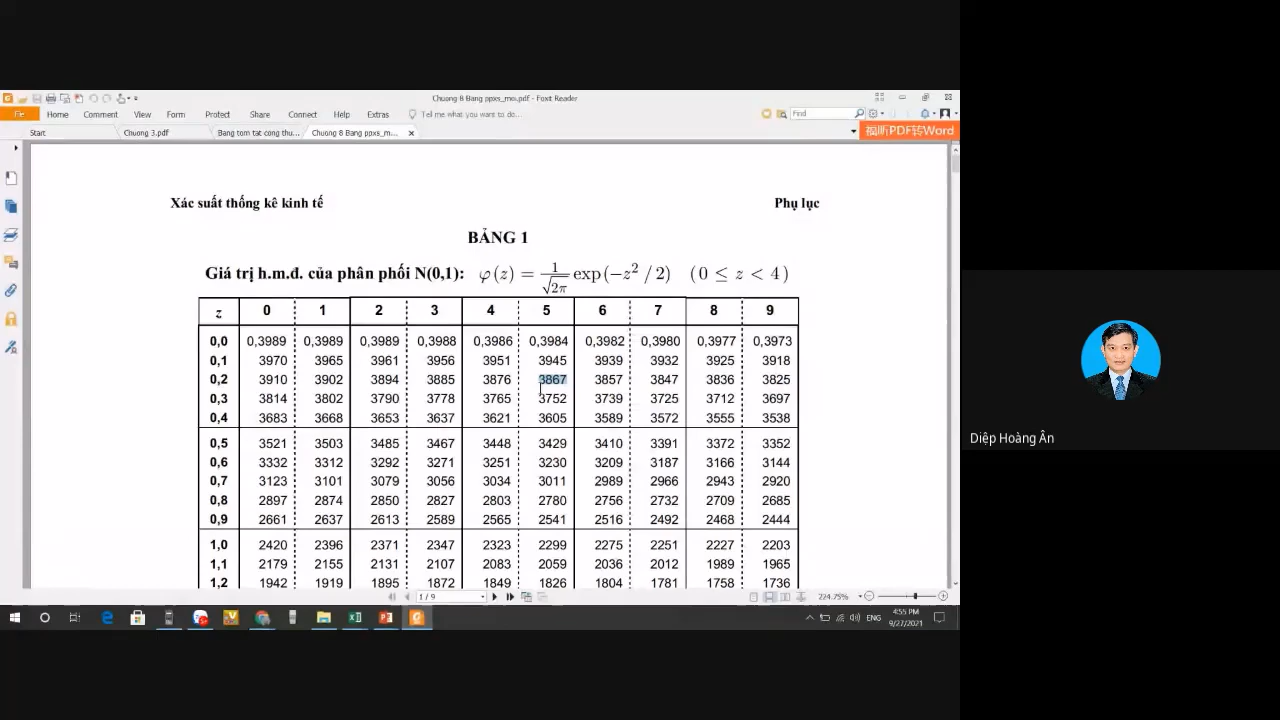 Chuong 8 Bang ppxs_moi.pdf - Foxit Reader
File Home Comment View Form Protect Share Connect Help Extras Tell me what you want to do... Find
Start Chuong 3.pdf Bang tom tat cong thu... Chuong 8 Bang ppxs_m... 福昕PDF转Word
Xác suất thống kê kinh tế Phụ lục
BẢNG 1
Giá trị h.m.đ. của phân phối N(0,1): φ(z) = 1/√2π exp(−z² / 2) (0 ≤ z < 4)
z 0 1 2 3 4 5 6 7 8 9
0,0 0,3989 0,3989 0,3989 0,3988 0,3986 0,3984 0,3982 0,3980 0,3977 0,3973
0,1 3970 3965 3961 3956 3951 3945 3939 3932 3925 3918
0,2 3910 3902 3894 3885 3876 3867 3857 3847 3836 3825
0,3 3814 3802 3790 3778 3765 3752 3739 3725 3712 3697
0,4 3683 3668 3653 3637 3621 3605 3589 3572 3555 3538
0,5 3521 3503 3485 3467 3448 3429 3410 3391 3372 3352
0,6 3332 3312 3292 3271 3251 3230 3209 3187 3166 3144
0,7 3123 3101 3079 3056 3034 3011 2989 2966 2943 2920
0,8 2897 2874 2850 2827 2803 2780 2756 2732 2709 2685
0,9 2661 2637 2613 2589 2565 2541 2516 2492 2468 2444
1,0 2420 2396 2371 2347 2323 2299 2275 2251 2227 2203
1,1 2179 2155 2131 2107 2083 2059 2036 2012 1989 1965
1,2 1942 1919 1895 1872 1849 1826 1804 1781 1758 1736
1 / 9 224.75%
ENG 4:55 PM
9/27/2021
Diệp Hoàng Ân